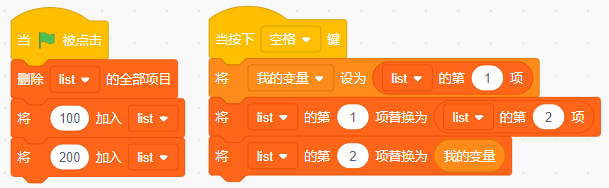 当 被点击
删除 list 的全部项目
将 100 加入 list
将 200 加入 list
当按下 空格 键
将 我的变量 设为 list 的第 1 项
将 list 的第 1 项替换为 list 的第 2 项
将 list 的第 2 项替换为 我的变量